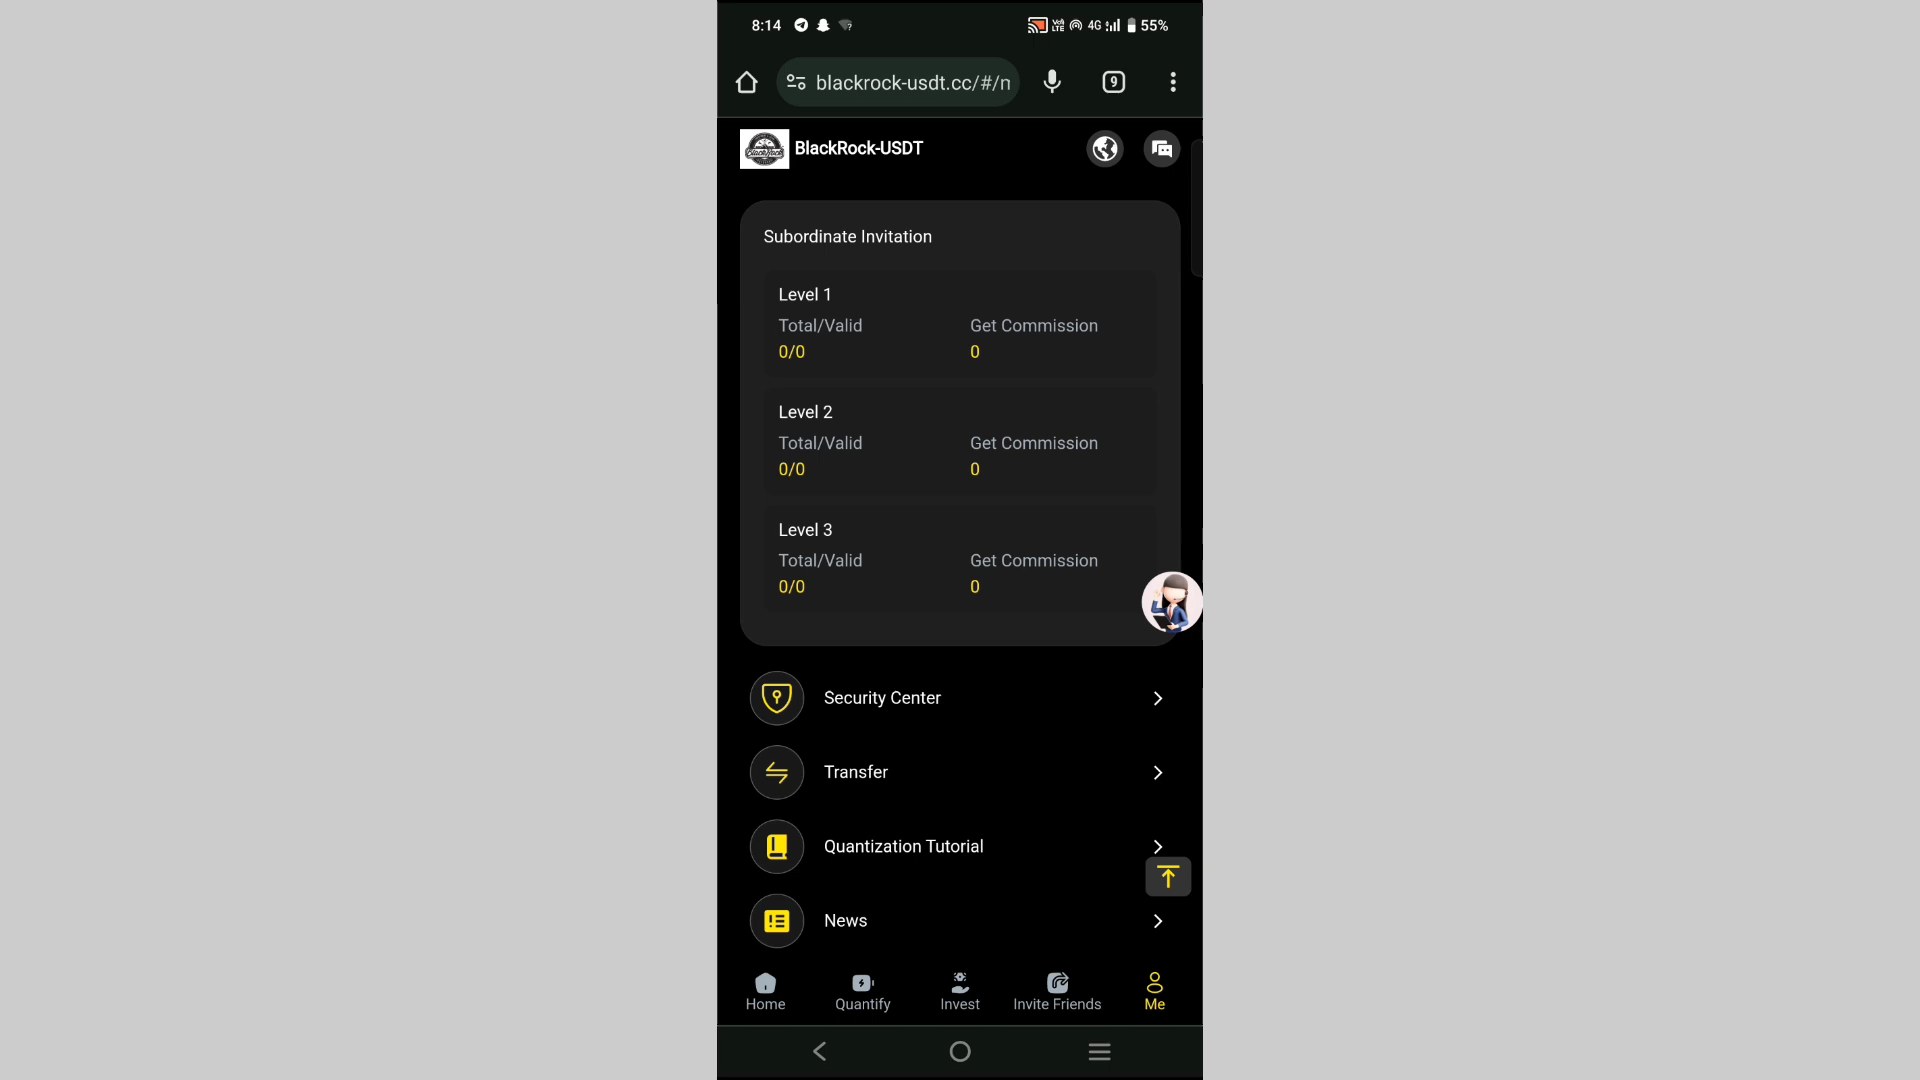 8:14
4G
55%
blackrock-usdt.cc/#/n
9
BlackRock-USDT
Subordinate Invitation
Level 1
Total/Valid Get Commission
0/0 0
Level 2
Total/Valid Get Commission
0/0 0
Level 3
Total/Valid Get Commission
0/0 0
Security Center
Transfer
Quantization Tutorial
News
Home Quantify Invest Invite Friends Me